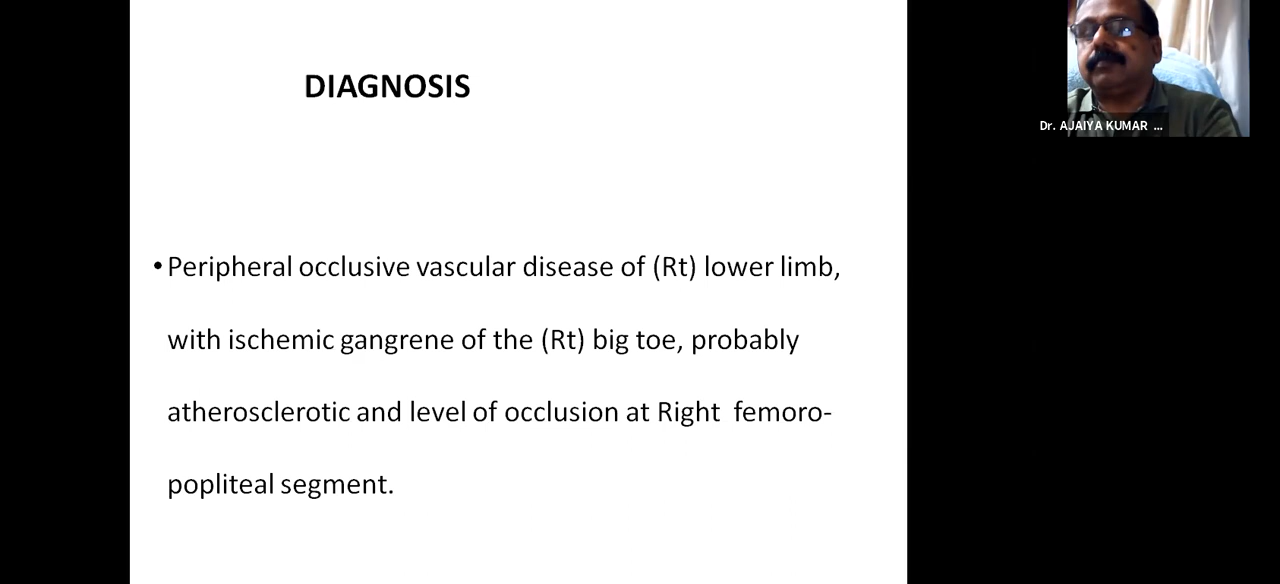 DIAGNOSIS
Dr. AJAIYA KUMAR ...
• Peripheral occlusive vascular disease of (Rt) lower limb,
with ischemic gangrene of the (Rt) big toe, probably
atherosclerotic and level of occlusion at Right femoro-
popliteal segment.